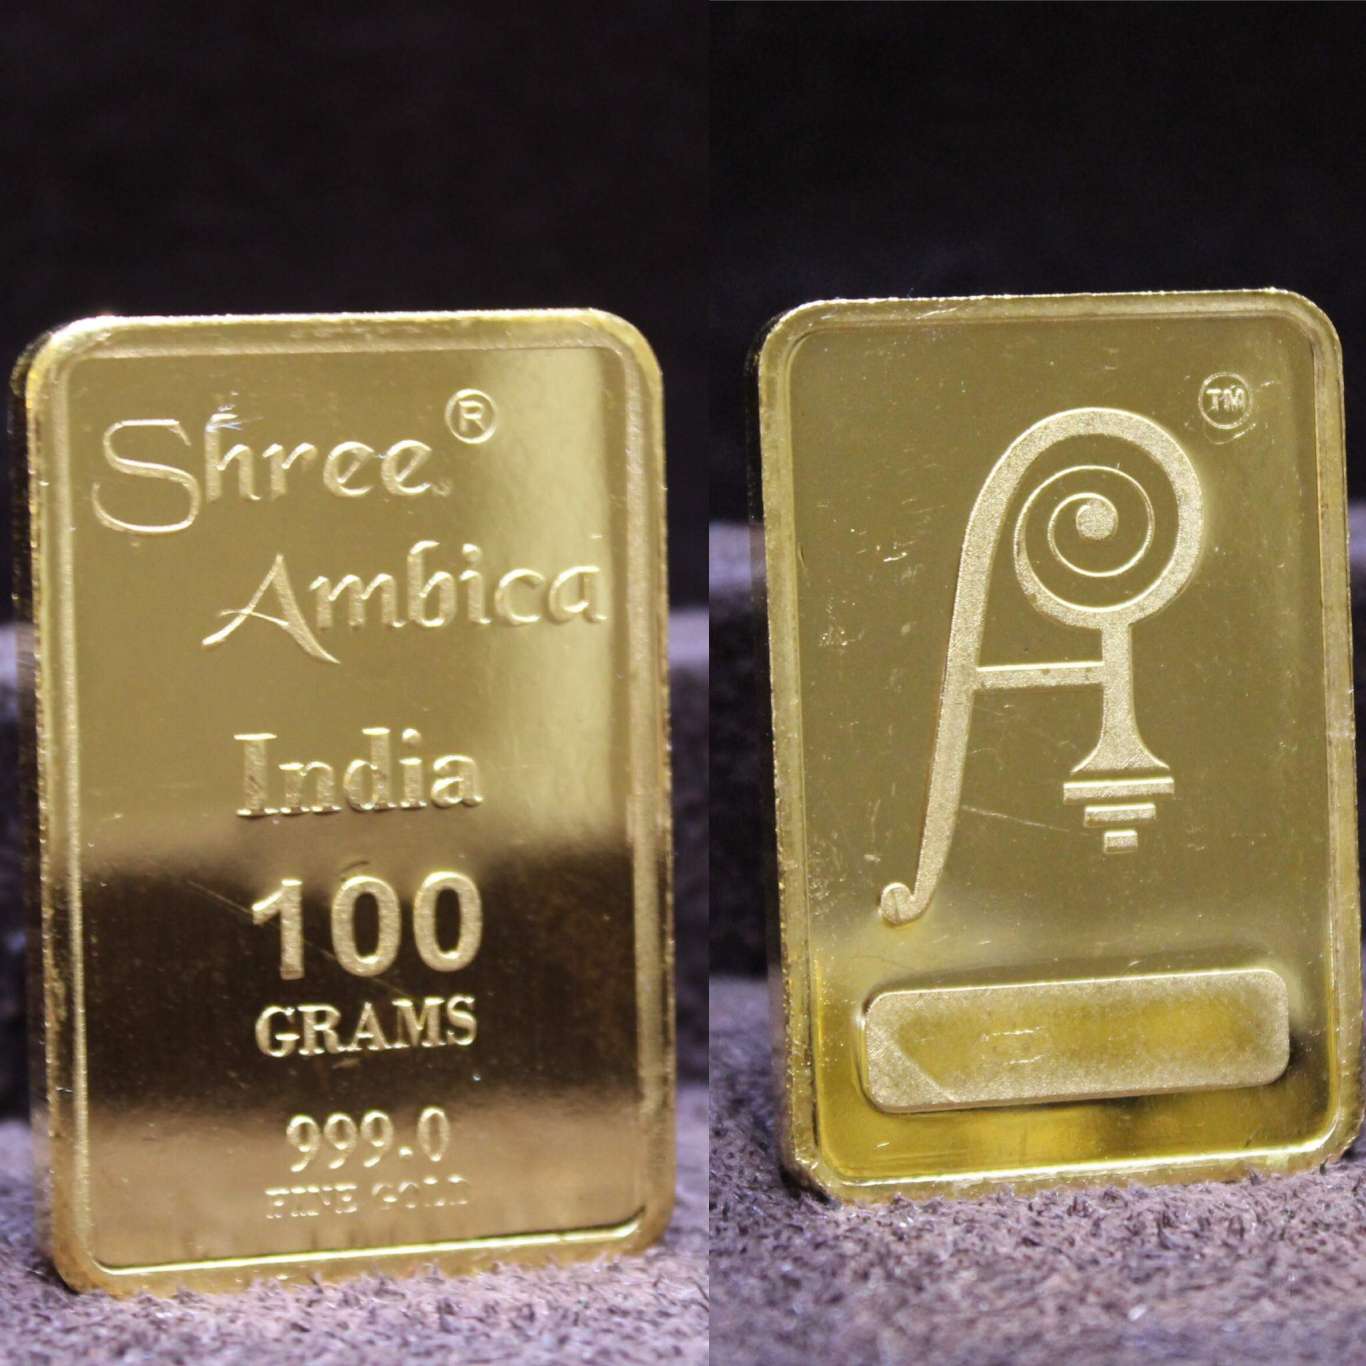 Shree ®
Ambica
India
100
GRAMS
999.0
FINE GOLD
TM